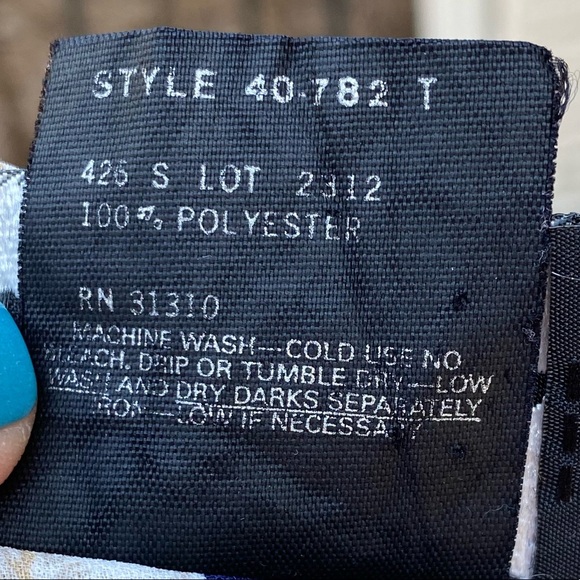 STYLE 40-782 T
426 S LOT 2312
100% POLYESTER
RN 31310
MACHINE WASH—COLD USE NO
BLEACH. DRIP OR TUMBLE DRY—LOW
WASH AND DRY DARKS SEPARATELY
IRON—LOW IF NECESSARY